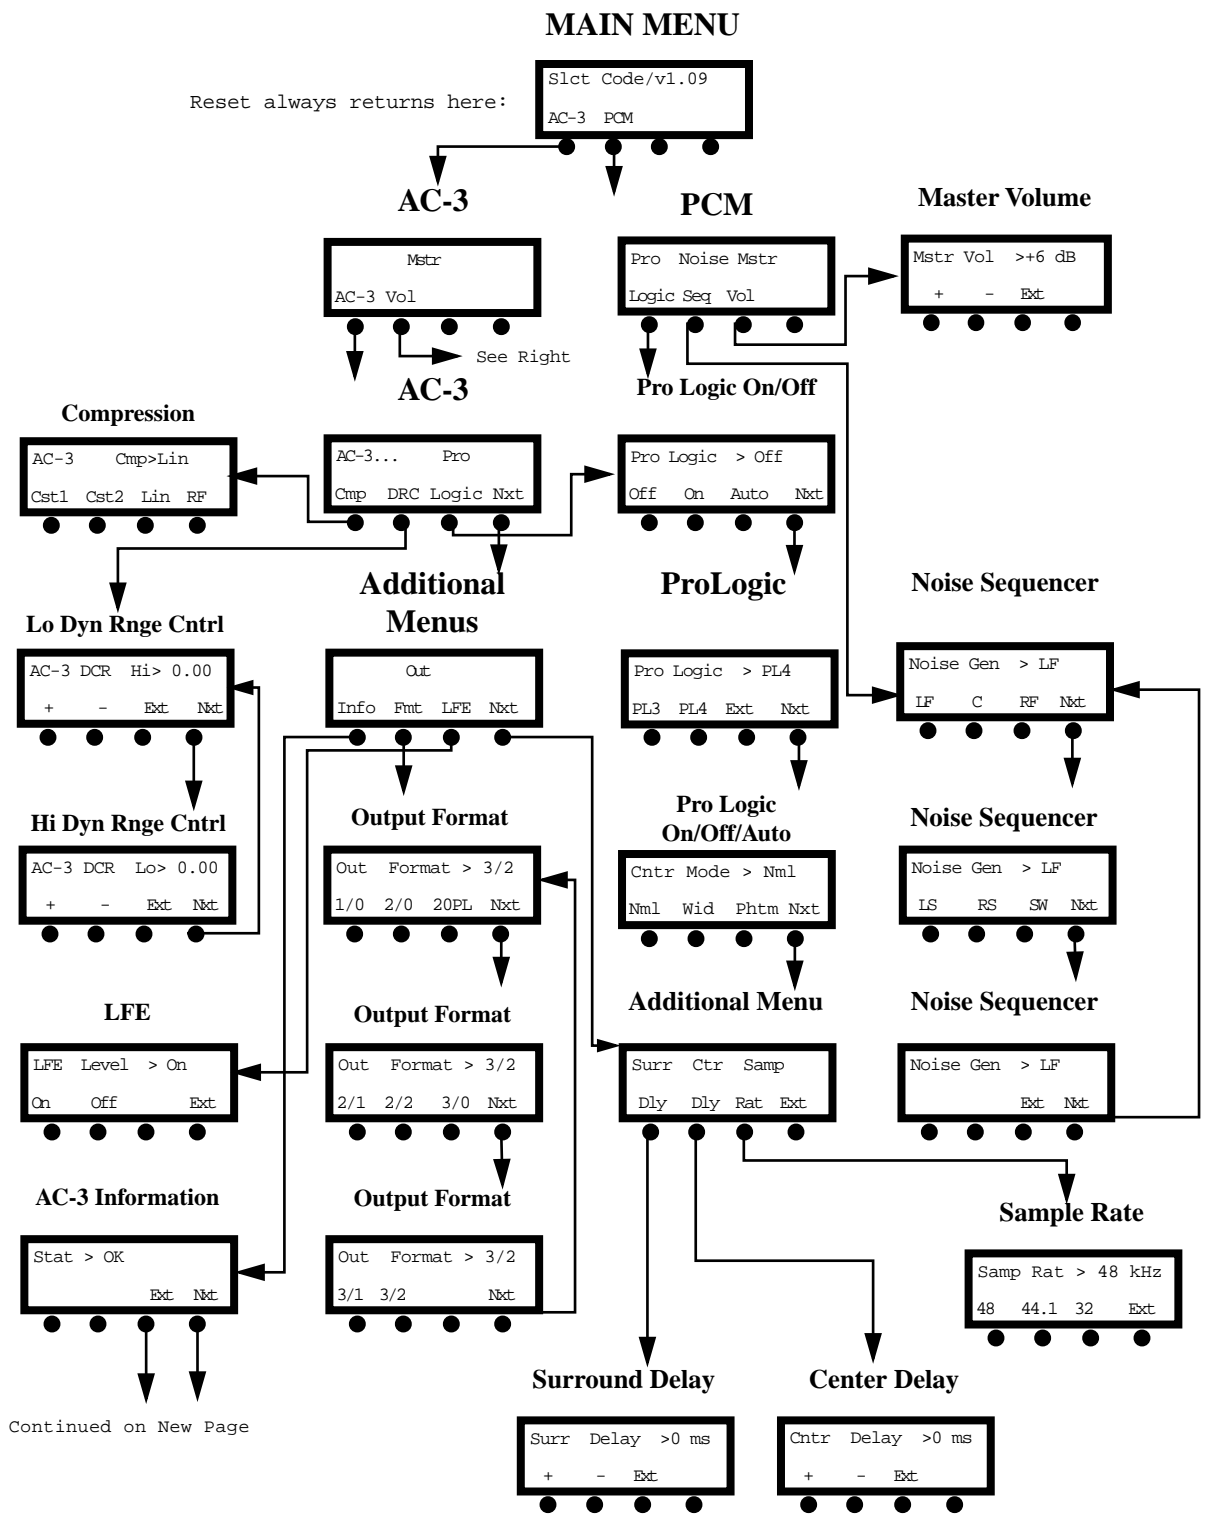 MAIN MENU
Slct Code/v1.09
Reset always returns here:
AC-3 PCM
AC-3
PCM
Master Volume
Mstr
AC-3 Vol
Pro Noise Mstr
Logic Seq Vol
Mstr Vol >+6 dB
+ - Ext
See Right
AC-3
Pro Logic On/Off
Compression
AC-3 Cmp>Lin
Cst1 Cst2 Lin RF
AC-3... Pro
Cmp DRC Logic Nxt
Pro Logic > Off
Off On Auto Nxt
Additional
Menus
ProLogic
Noise Sequencer
Lo Dyn Rnge Cntrl
AC-3 DCR Hi> 0.00
+ - Ext Nxt
Out
Info Fmt LFE Nxt
Pro Logic > PL4
PL3 PL4 Ext Nxt
Noise Gen > LF
LF C RF Nxt
Hi Dyn Rnge Cntrl
Output Format
Pro Logic
On/Off/Auto
Noise Sequencer
AC-3 DCR Lo> 0.00
+ - Ext Nxt
Out Format > 3/2
1/0 2/0 20PL Nxt
Cntr Mode > Nml
Nml Wid Phtm Nxt
Noise Gen > LF
LS RS SW Nxt
LFE
Output Format
Additional Menu
Noise Sequencer
LFE Level > On
On Off Ext
Out Format > 3/2
2/1 2/2 3/0 Nxt
Surr Ctr Samp
Dly Dly Rat Ext
Noise Gen > LF
Ext Nxt
AC-3 Information
Output Format
Sample Rate
Stat > OK
Ext Nxt
Out Format > 3/2
3/1 3/2 Nxt
Samp Rat > 48 kHz
48 44.1 32 Ext
Surround Delay
Center Delay
Continued on New Page
Surr Delay >0 ms
+ - Ext
Cntr Delay >0 ms
+ - Ext